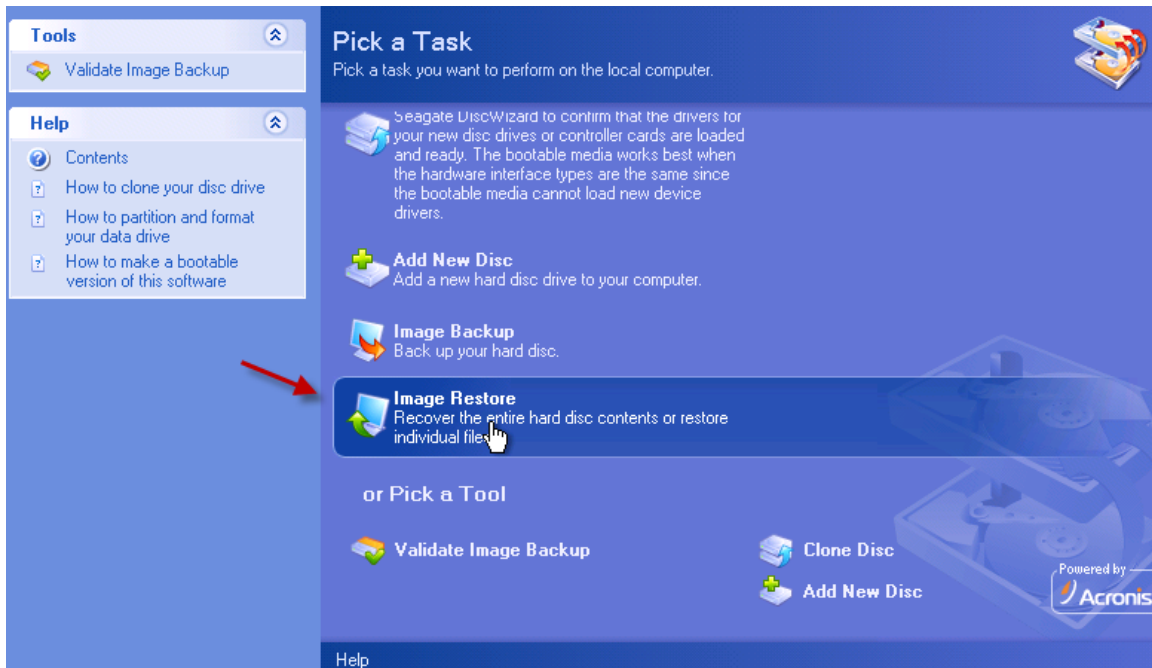 Tools
Validate Image Backup
Help
Contents
How to clone your disc drive
How to partition and format
your data drive
How to make a bootable
version of this software
Pick a Task
Pick a task you want to perform on the local computer.
Seagate DiscWizard to confirm that the drivers for
your new disc drives or controller cards are loaded
and ready. The bootable media works best when
the hardware interface types are the same since
the bootable media cannot load new device
drivers.
Add New Disc
Add a new hard disc drive to your computer.
Image Backup
Back up your hard disc.
Image Restore
Recover the entire hard disc contents or restore
individual files
or Pick a Tool
Validate Image Backup
Clone Disc
Add New Disc
Powered by
Acronis
Help